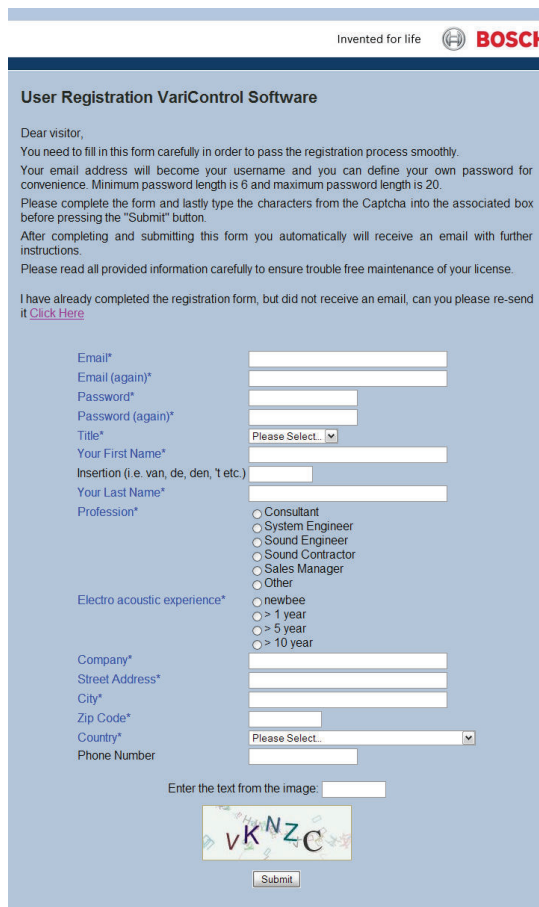 Invented for life BOSCH
User Registration VariControl Software
Dear visitor,
You need to fill in this form carefully in order to pass the registration process smoothly.
Your email address will become your username and you can define your own password for
convenience. Minimum password length is 6 and maximum password length is 20.
Please complete the form and lastly type the characters from the Captcha into the associated box
before pressing the "Submit" button.
After completing and submitting this form you automatically will receive an email with further
instructions.
Please read all provided information carefully to ensure trouble free maintenance of your license.
I have already completed the registration form, but did not receive an email, can you please re-send
it Click Here
Email*
Email (again)*
Password*
Password (again)*
Title* Please Select...
Your First Name*
Insertion (i.e. van, de, den, 't etc.)
Your Last Name*
Profession* Consultant
System Engineer
Sound Engineer
Sound Contractor
Sales Manager
Other
Electro acoustic experience* newbee
> 1 year
> 5 year
> 10 year
Company*
Street Address*
City*
Zip Code*
Country* Please Select...
Phone Number
Enter the text from the image:
VKNZC
Submit